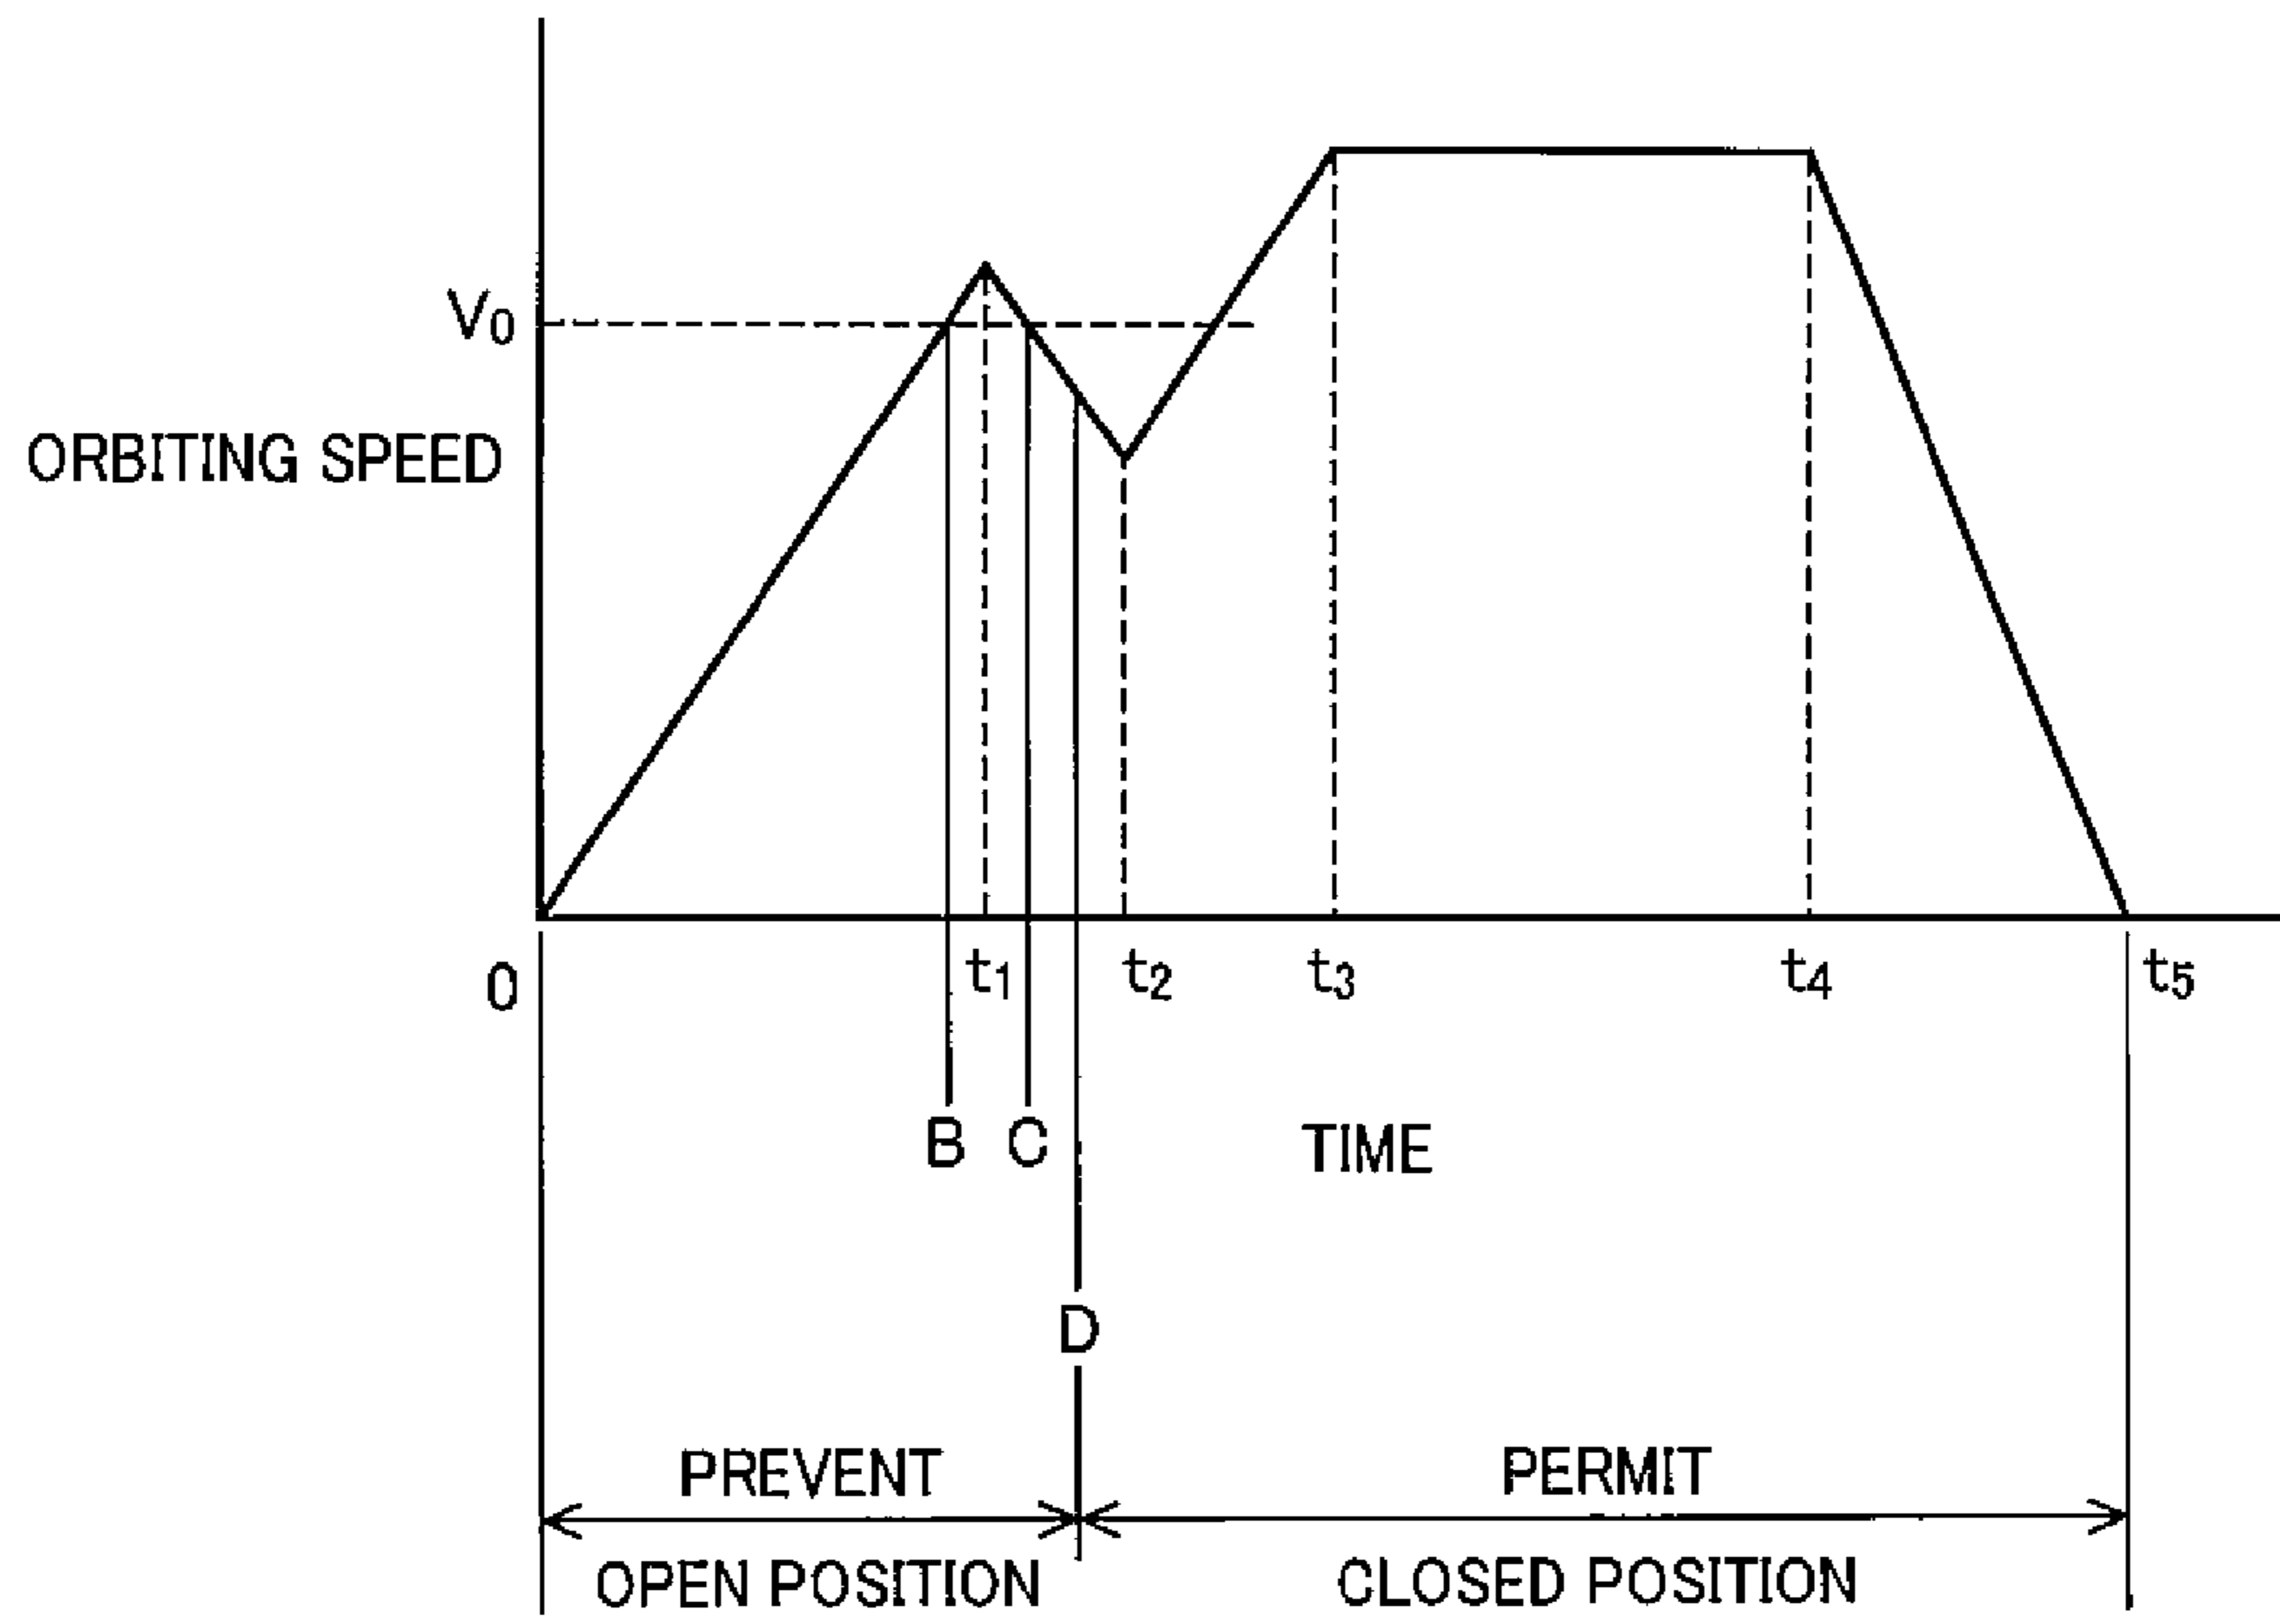 V0
ORBITING SPEED
0 t1 t2 t3 t4 t5
B C TIME
D
PREVENT PERMIT
OPEN POSITION CLOSED POSITION